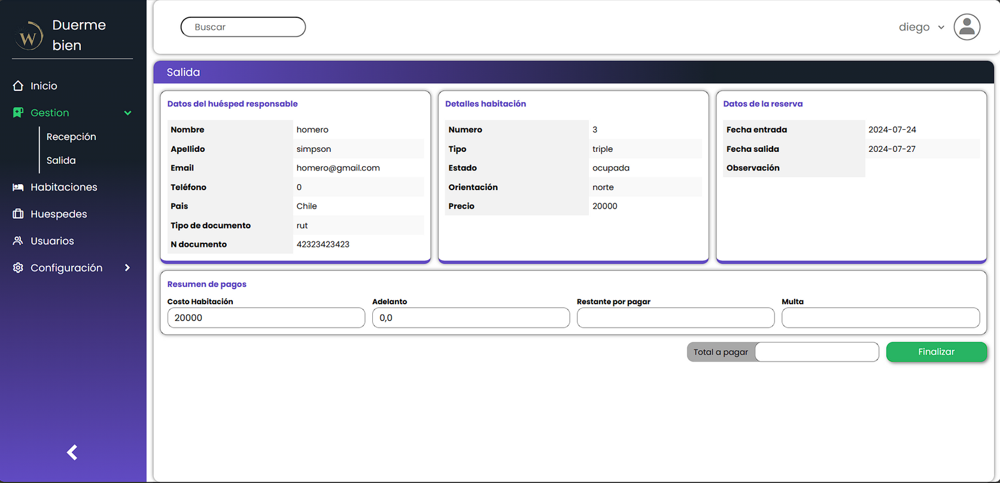 W
Duerme
bien
Inicio
Gestion
Recepción
Salida
Habitaciones
Huespedes
Usuarios
Configuración
Buscar
diego
Salida
Datos del huésped responsable
Nombre homero
Apellido simpson
Email homero@gmail.com
Teléfono 0
Pais Chile
Tipo de documento rut
N documento 42323423423
Detalles habitación
Numero 3
Tipo triple
Estado ocupada
Orientación norte
Precio 20000
Datos de la reserva
Fecha entrada 2024-07-24
Fecha salida 2024-07-27
Observación
Resumen de pagos
Costo Habitación Adelanto Restante por pagar Multa
20000 0,0
Total a pagar Finalizar